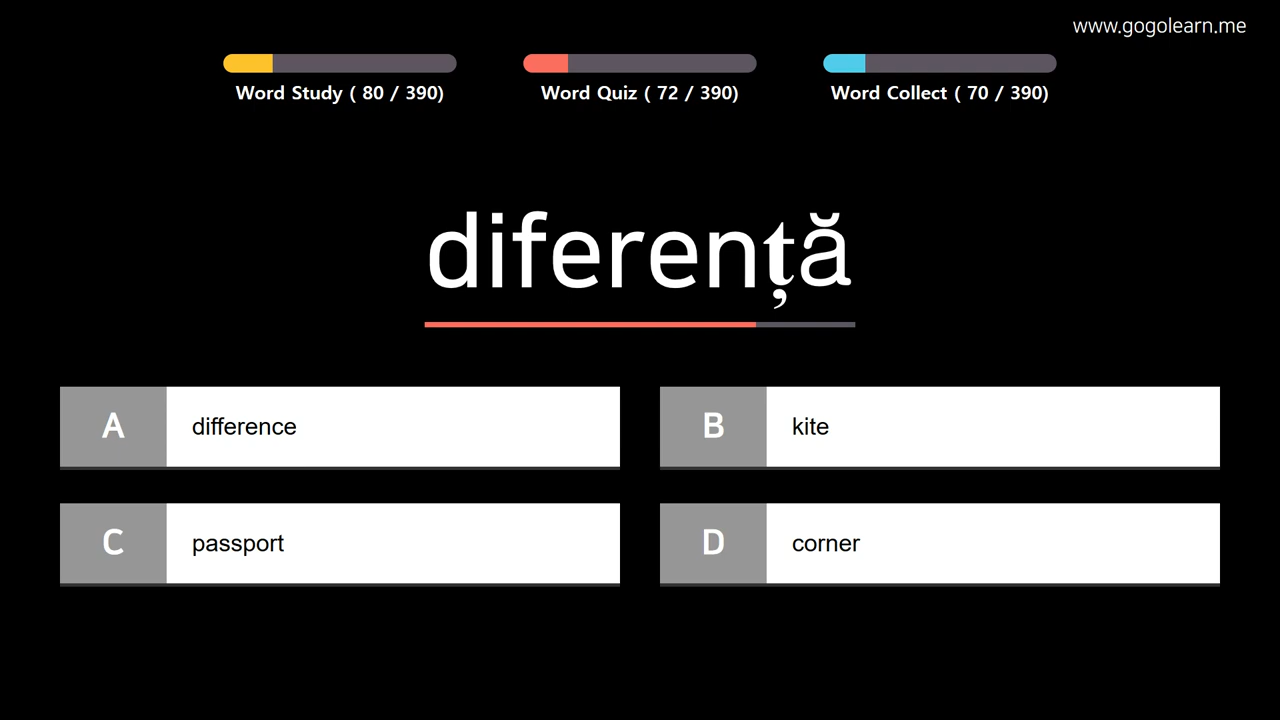 www.gogolearn.me
Word Study ( 80 / 390)
Word Quiz ( 72 / 390)
Word Collect ( 70 / 390)
diferență
A difference
B kite
C passport
D corner